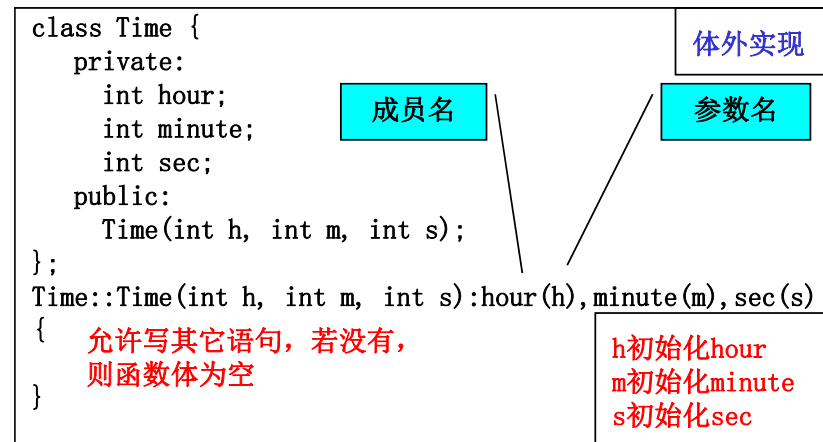 class Time {
体外实现
private:
int hour;
成员名
参数名
int minute;
int sec;
public:
Time(int h, int m, int s);
};
Time::Time(int h, int m, int s):hour(h),minute(m),sec(s)
{
允许写其它语句，若没有，
则函数体为空
}
h初始化hour
m初始化minute
s初始化sec